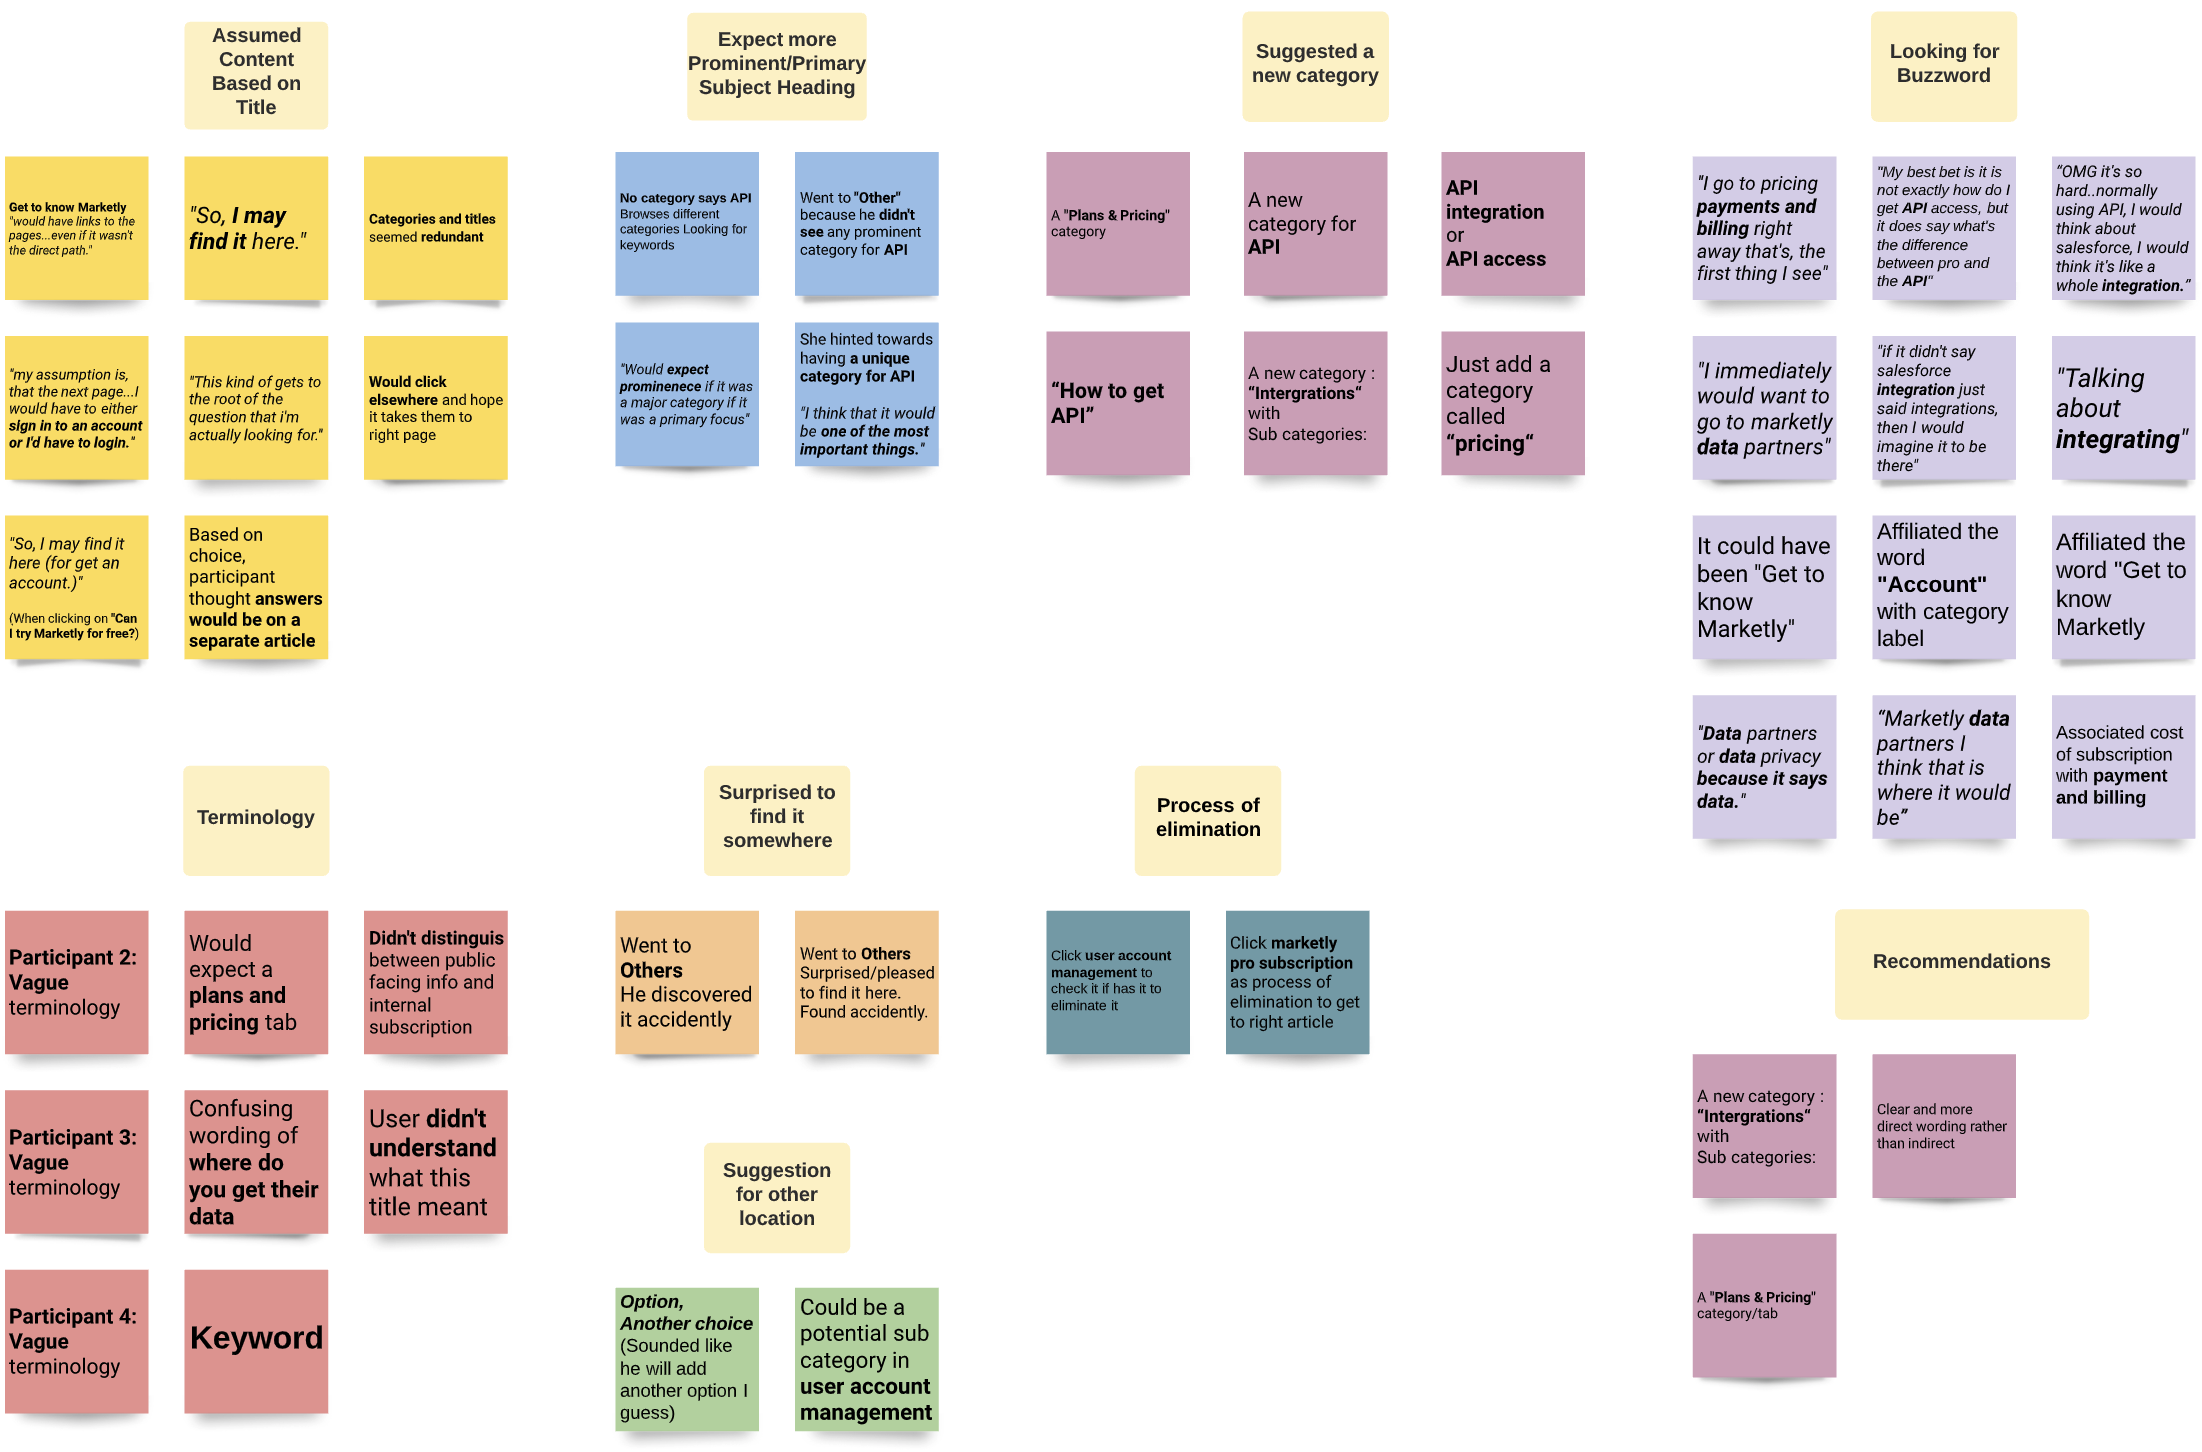 Assumed
Content
Based on
Title
Get to know Marketly
"would have links to the
pages...even if it wasn't
the direct path."
"So, I may
find it here."
Categories and titles
seemed redundant
"my assumption is,
that the next page...I
would have to either
sign in to an account
or I'd have to login."
"This kind of gets to
the root of the
question that i'm
actually looking for."
Would click
elsewhere and hope
it takes them to
right page
"So, I may find it
here (for get an
account.)"
(When clicking on "Can
I try Marketly for free?)
Based on
choice,
participant
thought answers
would be on a
separate article
Expect more
Prominent/Primary
Subject Heading
No category says API
Browses different
categories Looking for
keywords
Went to "Other"
because he didn't
see any prominent
category for API
"Would expect
prominenece if it was
a major category if it
was a primary focus"
She hinted towards
having a unique
category for API
"I think that it would
be one of the most
important things."
Suggested a
new category
A "Plans & Pricing"
category
A new
category for
API
API
integration
or
API access
“How to get
API”
A new category :
“Intergrations“
with
Sub categories:
Just add a
category
called
“pricing“
Looking for
Buzzword
"I go to pricing
payments and
billing right
away that's, the
first thing I see"
"My best bet is it is
not exactly how do I
get API access, but
it does say what's
the difference
between pro and
the API"
“OMG it's so
hard..normally
using API, I would
think about
salesforce, I would
think it's like a
whole integration.”
"I immediately
would want to
go to marketly
data partners"
"if it didn't say
salesforce
integration just
said integrations,
then I would
imagine it to be
there"
"Talking
about
integrating"
It could have
been "Get to
know
Marketly"
Affiliated the
word
"Account"
with category
label
Affiliated the
word "Get to
know
Marketly
"Data partners
or data privacy
because it says
data."
“Marketly data
partners I
think that is
where it would
be”
Associated cost
of subscription
with payment
and billing
Terminology
Participant 2:
Vague
terminology
Would
expect a
plans and
pricing tab
Didn't distinguis
between public
facing info and
internal
subscription
Participant 3:
Vague
terminology
Confusing
wording of
where do
you get their
data
User didn't
understand
what this
title meant
Participant 4:
Vague
terminology
Keyword
Surprised to
find it
somewhere
Went to
Others
He discovered
it accidently
Went to Others
Surprised/pleased
to find it here.
Found accidently.
Suggestion
for other
location
Option,
Another choice
(Sounded like
he will add
another option I
guess)
Could be a
potential sub
category in
user account
management
Process of
elimination
Click user account
management to
check it if has it to
eliminate it
Click marketly
pro subscription
as process of
elimination to get
to right article
Recommendations
A new category :
“Intergrations“
with
Sub categories:
Clear and more
direct wording rather
than indirect
A "Plans & Pricing"
category/tab